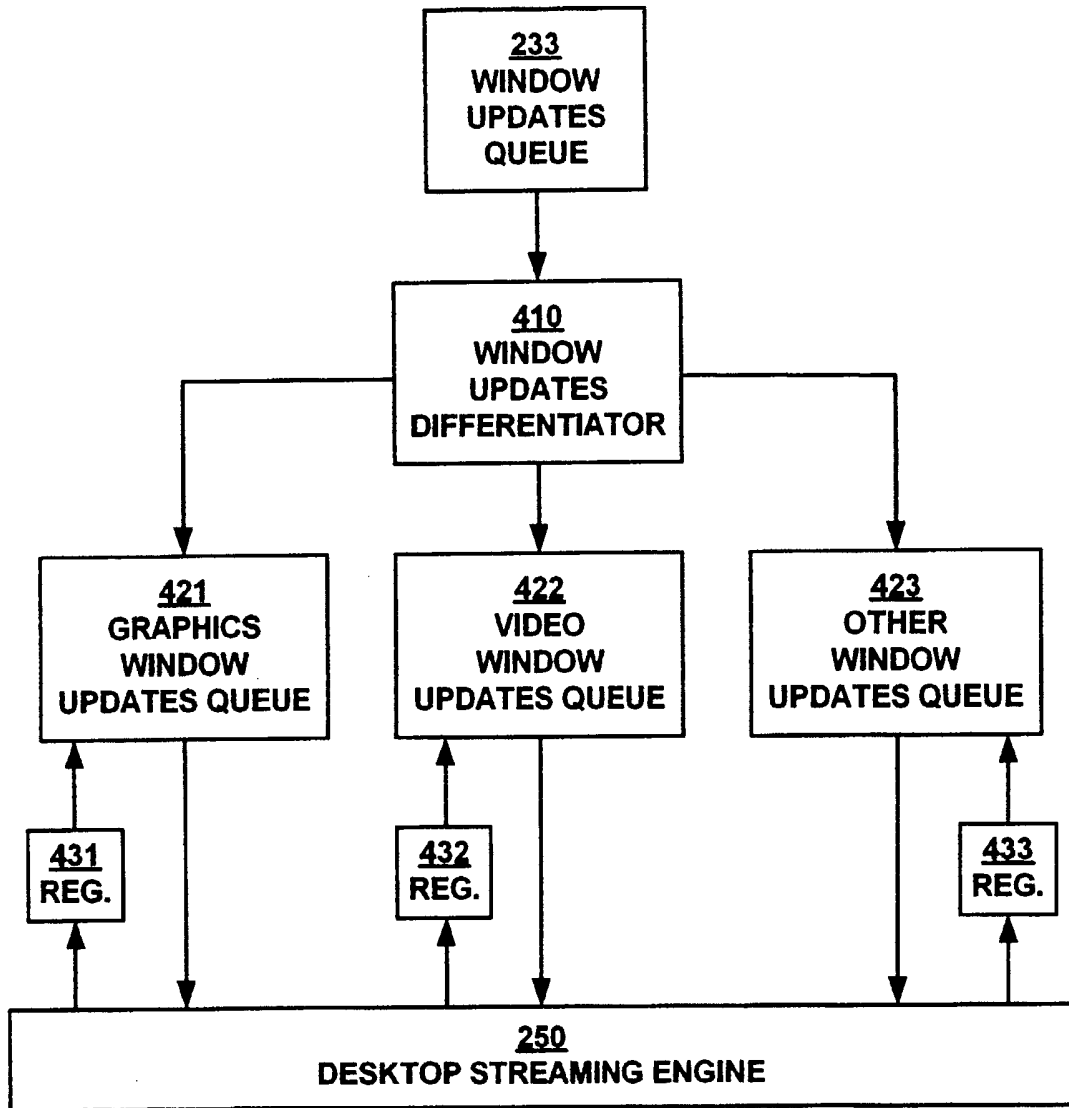 233
WINDOW
UPDATES
QUEUE
410
WINDOW
UPDATES
DIFFERENTIATOR
421
GRAPHICS
WINDOW
UPDATES QUEUE
422
VIDEO
WINDOW
UPDATES QUEUE
423
OTHER
WINDOW
UPDATES QUEUE
431
REG.
432
REG.
433
REG.
250
DESKTOP STREAMING ENGINE